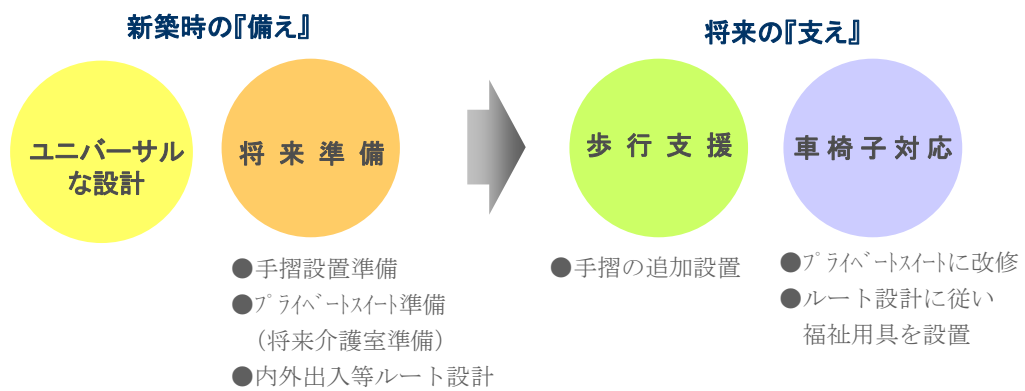 新築時の『備え』
将来の『支え』
ユニバーサル
な設計
将来準備
歩行支援
車椅子対応
●手摺設置準備
●ﾌﾟﾗｲﾍﾞｰﾄｽｲｰﾄ準備
（将来介護室準備）
●内外出入等ルート設計
●手摺の追加設置
●ﾌﾟﾗｲﾍﾞｰﾄｽｲｰﾄに改修
●ルート設計に従い
福祉用具を設置